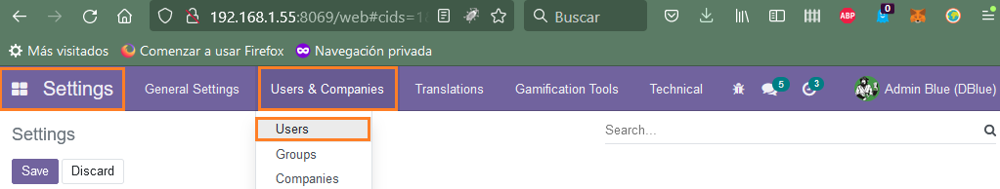 192.168.1.55:8069/web#cids=1& Buscar ABP 0
Más visitados Comenzar a usar Firefox Navegación privada
Settings General Settings Users & Companies Translations Gamification Tools Technical 5 3 Admin Blue (DBlue)
Users
Settings Search...
Groups
Save Discard
Companies